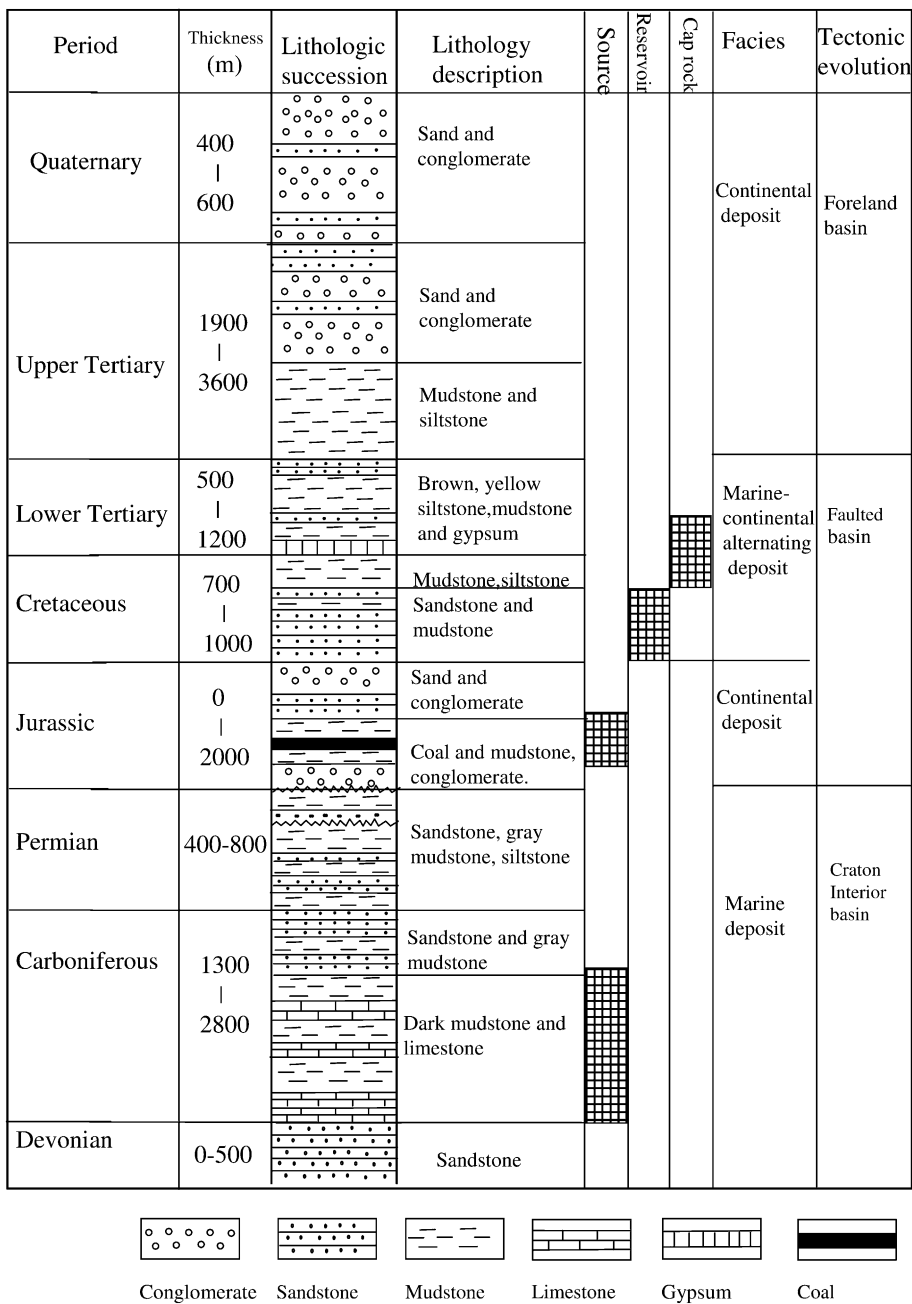 Period
Thickness
(m)
Lithologic
succession
Lithology
description
Source
Reservoir
Cap rock
Facies
Tectonic
evolution
Quaternary
400
600
Sand and
conglomerate
Continental
deposit
Foreland
basin
Upper Tertiary
1900
3600
Sand and
conglomerate
Mudstone and
siltstone
Lower Tertiary
500
1200
Brown, yellow
siltstone,mudstone
and gypsum
Marine-
continental
alternating
deposit
Faulted
basin
Cretaceous
700
1000
Mudstone,siltstone
Sandstone and
mudstone
Jurassic
0
2000
Sand and
conglomerate
Coal and mudstone,
conglomerate.
Continental
deposit
Permian
400-800
Sandstone, gray
mudstone, siltstone
Marine
deposit
Craton
Interior
basin
Carboniferous
1300
2800
Sandstone and gray
mudstone
Dark mudstone and
limestone
Devonian
0-500
Sandstone
Conglomerate
Sandstone
Mudstone
Limestone
Gypsum
Coal